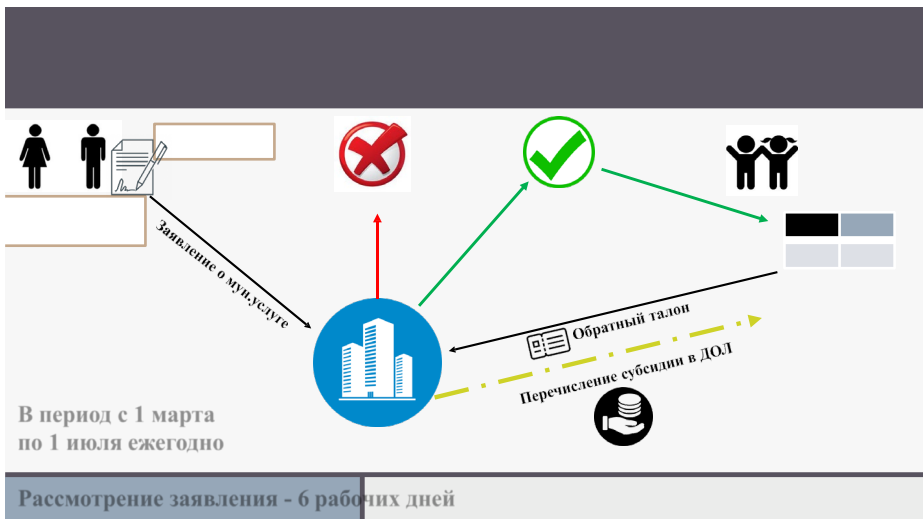 Заявление о мун.услуге
Обратный талон
Перечисление субсидии в ДОЛ
В период с 1 марта
по 1 июля ежегодно
Рассмотрение заявления - 6 рабочих дней